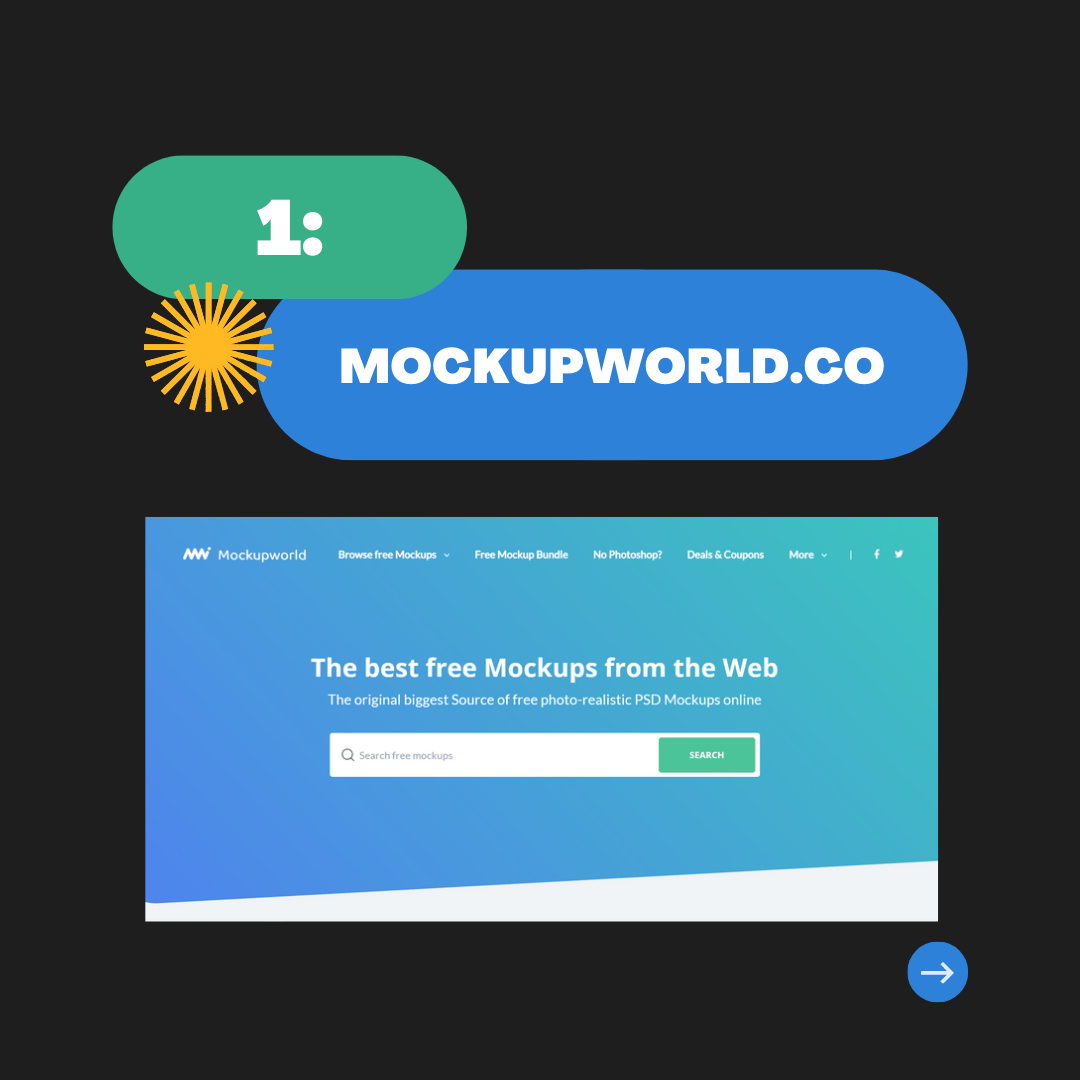 1:
MOCKUPWORLD.CO
Mockupworld Browse free Mockups Free Mockup Bundle No Photoshop? Deals & Coupons More |
The best free Mockups from the Web
The original biggest Source of free photo-realistic PSD Mockups online
Search free mockups SEARCH